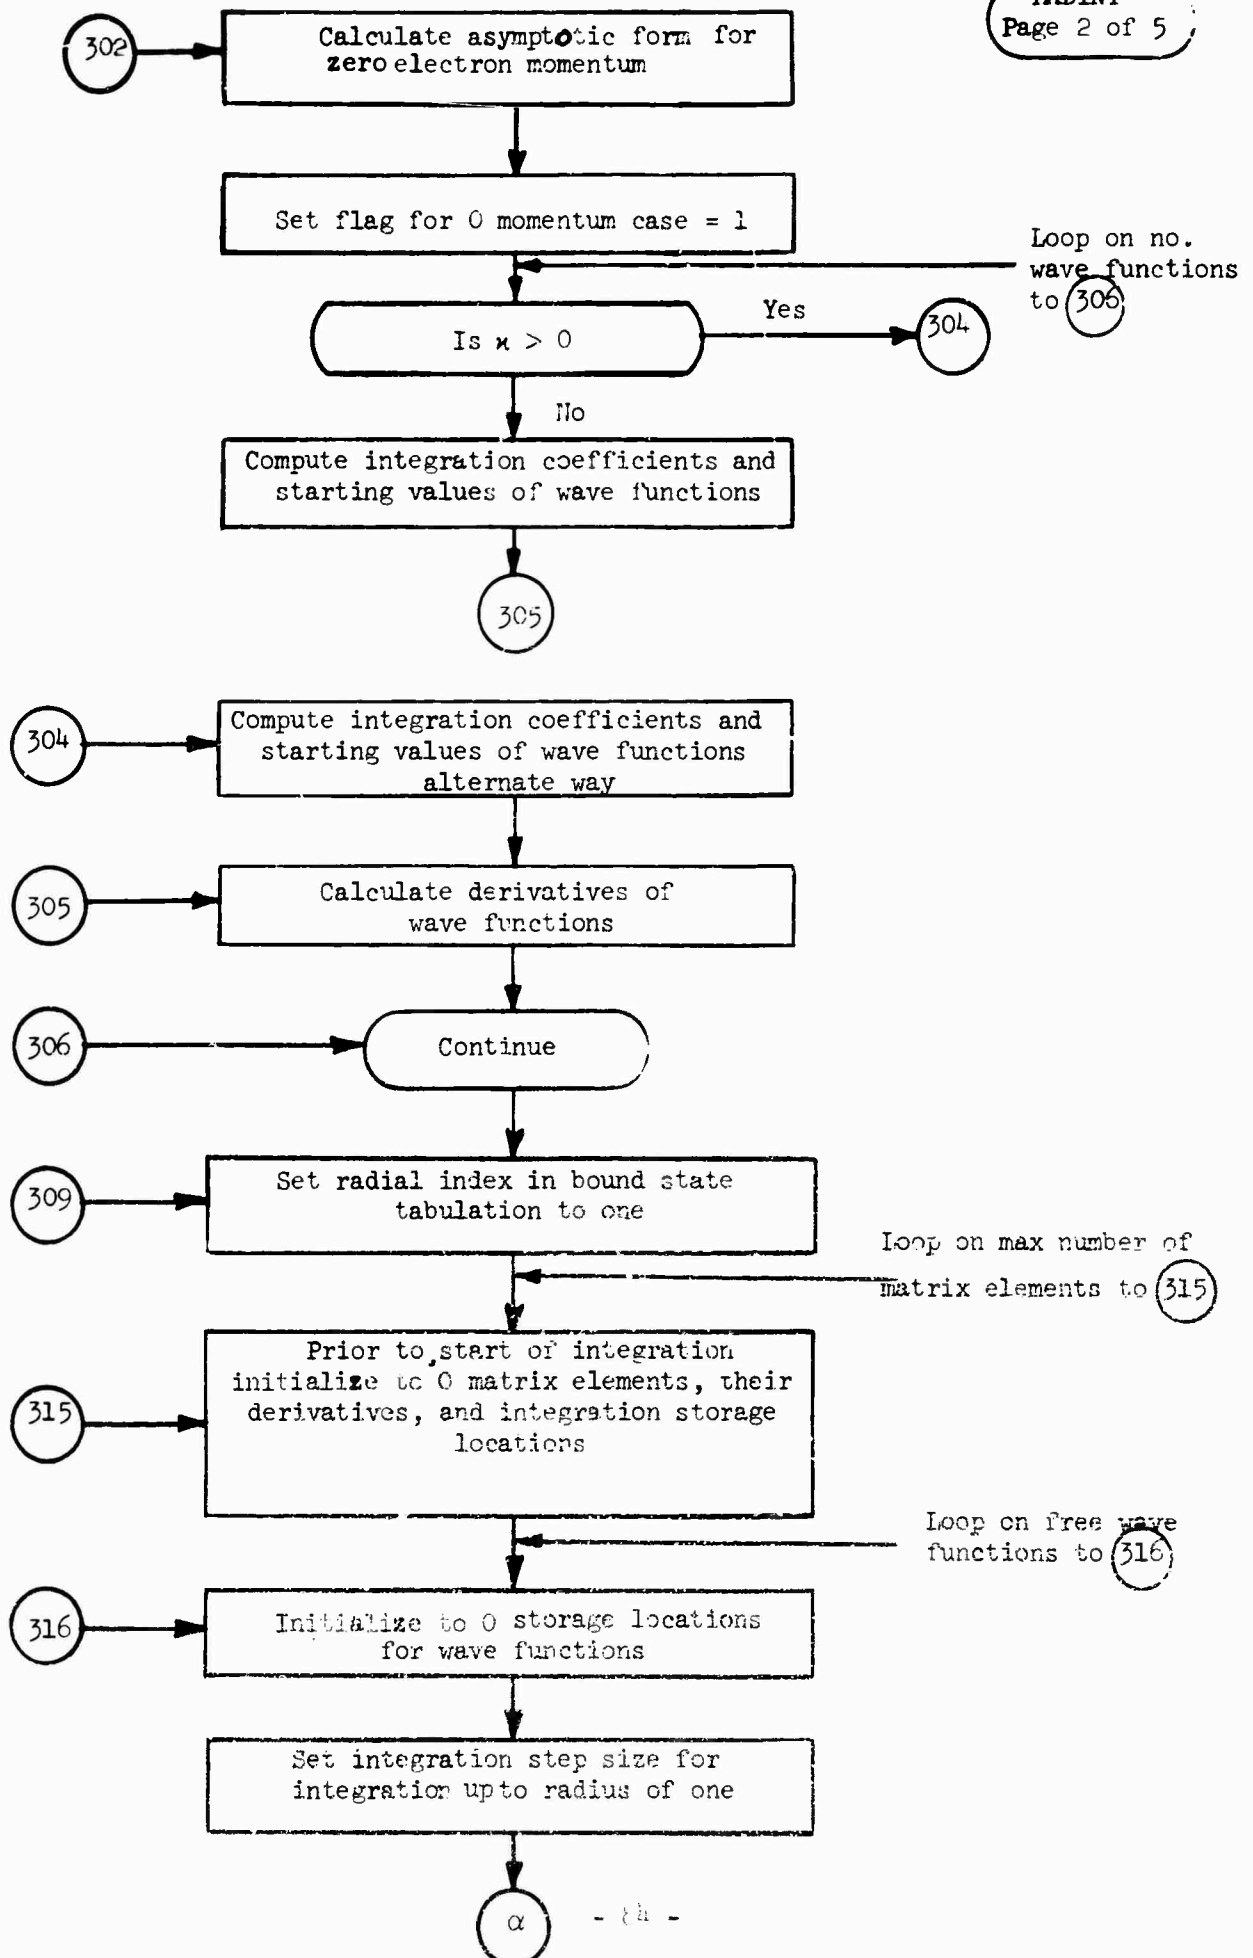 Page 2 of 5
302
Calculate asymptotic form for
zero electron momentum
Set flag for 0 momentum case = 1
Loop on no.
wave functions
to 306
Is ϰ > 0
Yes
304
No
Compute integration coefficients and
starting values of wave functions
305
304
Compute integration coefficients and
starting values of wave functions
alternate way
305
Calculate derivatives of
wave functions
306
Continue
309
Set radial index in bound state
tabulation to one
Loop on max number of
matrix elements to 315
315
Prior to start of integration
initialize to 0 matrix elements, their
derivatives, and integration storage
locations
Loop on free wave
functions to 316
316
Initialize to 0 storage locations
for wave functions
Set integration step size for
integration up to radius of one
α